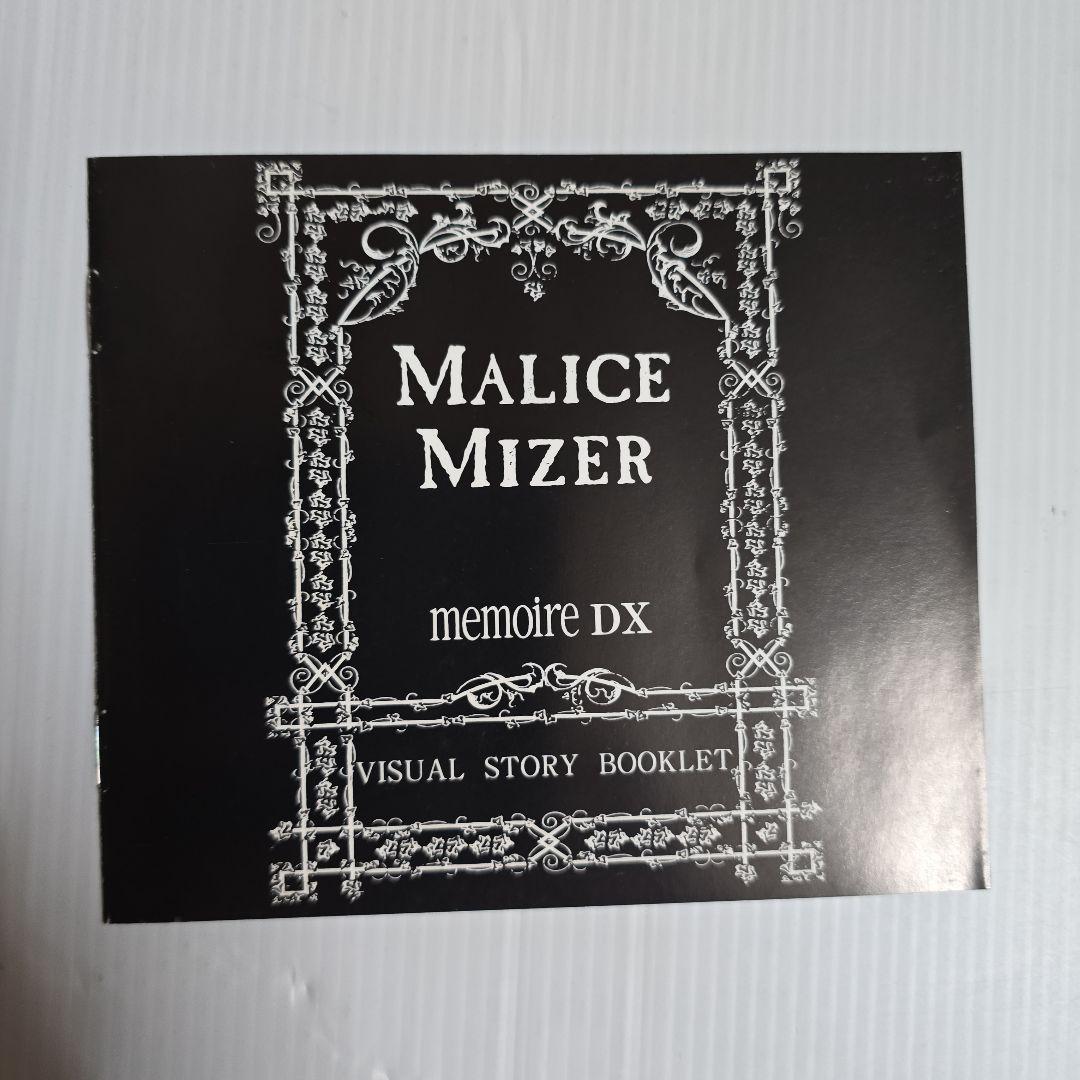 MALICE
MIZER
memoire DX
VISUAL STORY BOOKLET